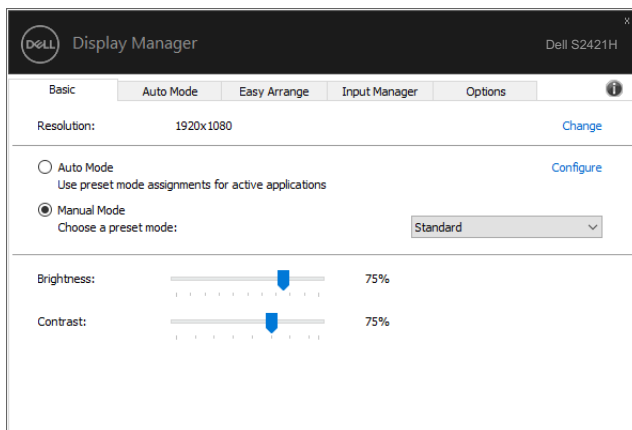 x
DELL Display Manager Dell S2421H
Basic Auto Mode Easy Arrange Input Manager Options i
Resolution: 1920x1080 Change
Auto Mode Configure
Use preset mode assignments for active applications
Manual Mode
Choose a preset mode: Standard
Brightness: 75%
Contrast: 75%